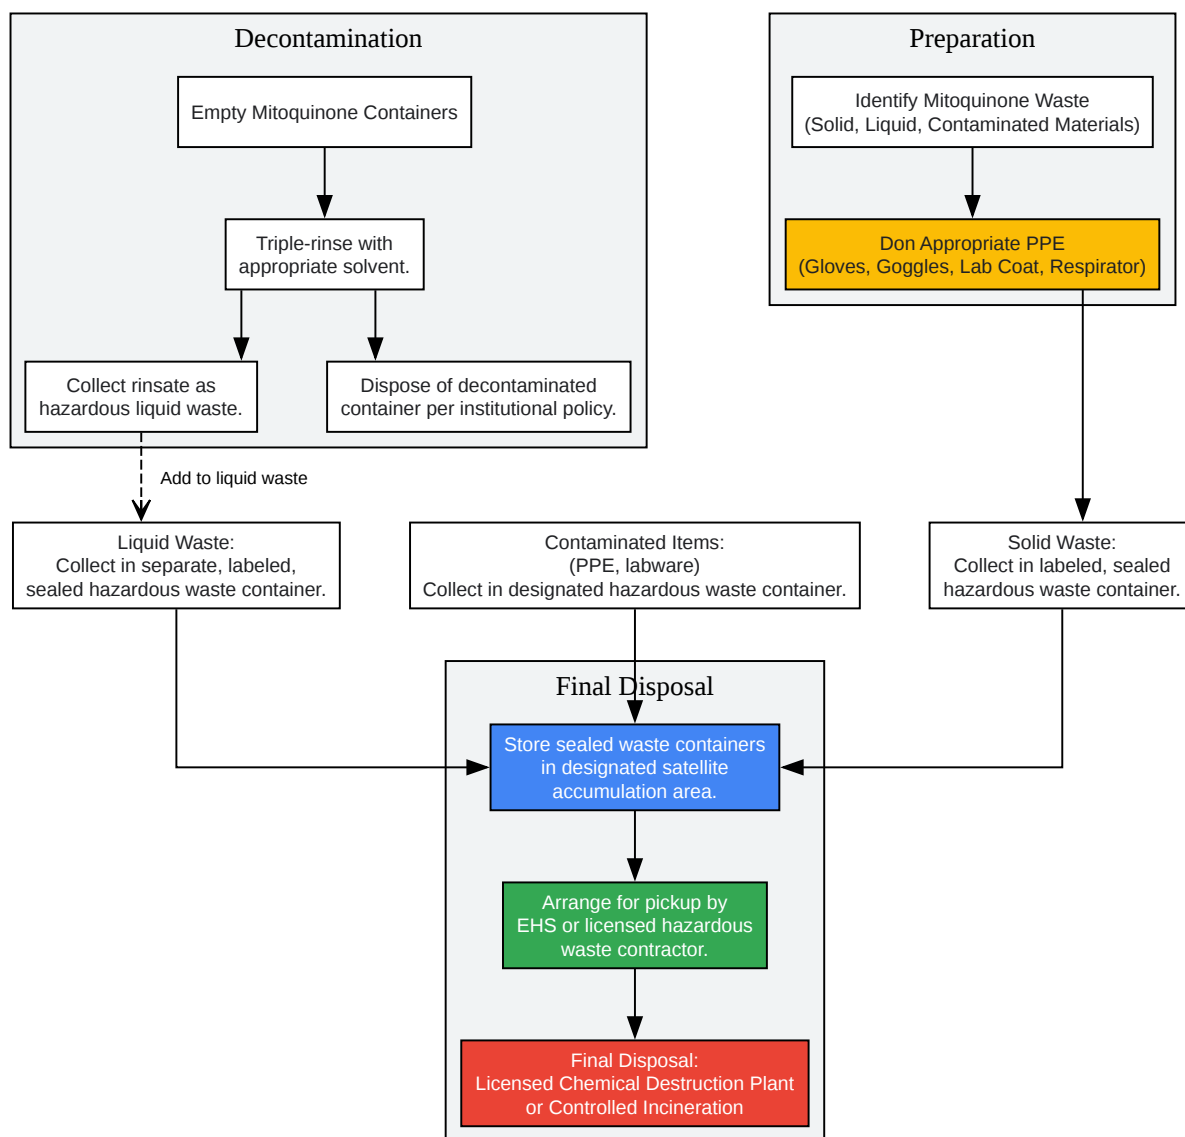 Decontamination
Empty Mitoquinone Containers
Triple-rinse with
appropriate solvent.
Collect rinsate as
hazardous liquid waste.
Dispose of decontaminated
container per institutional policy.
Preparation
Identify Mitoquinone Waste
(Solid, Liquid, Contaminated Materials)
Don Appropriate PPE
(Gloves, Goggles, Lab Coat, Respirator)
Add to liquid waste
Liquid Waste:
Collect in separate, labeled,
sealed hazardous waste container.
Contaminated Items:
(PPE, labware)
Collect in designated hazardous waste container.
Solid Waste:
Collect in labeled, sealed
hazardous waste container.
Final Disposal
Store sealed waste containers
in designated satellite
accumulation area.
Arrange for pickup by
EHS or licensed hazardous
waste contractor.
Final Disposal:
Licensed Chemical Destruction Plant
or Controlled Incineration